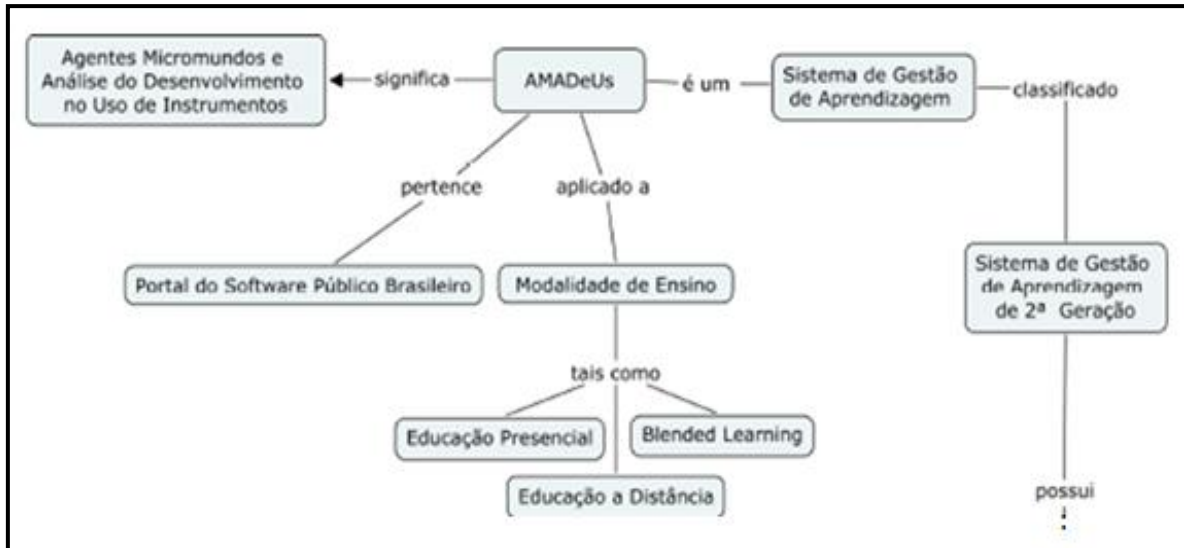 Agentes Micromundos e
Análise do Desenvolvimento
no Uso de Instrumentos
significa
AMADeUs
é um
Sistema de Gestão
de Aprendizagem
classificado
pertence
aplicado a
Portal do Software Público Brasileiro
Modalidade de Ensino
Sistema de Gestão
de Aprendizagem
de 2ª Geração
tais como
Educação Presencial
Blended Learning
Educação a Distância
possui
: